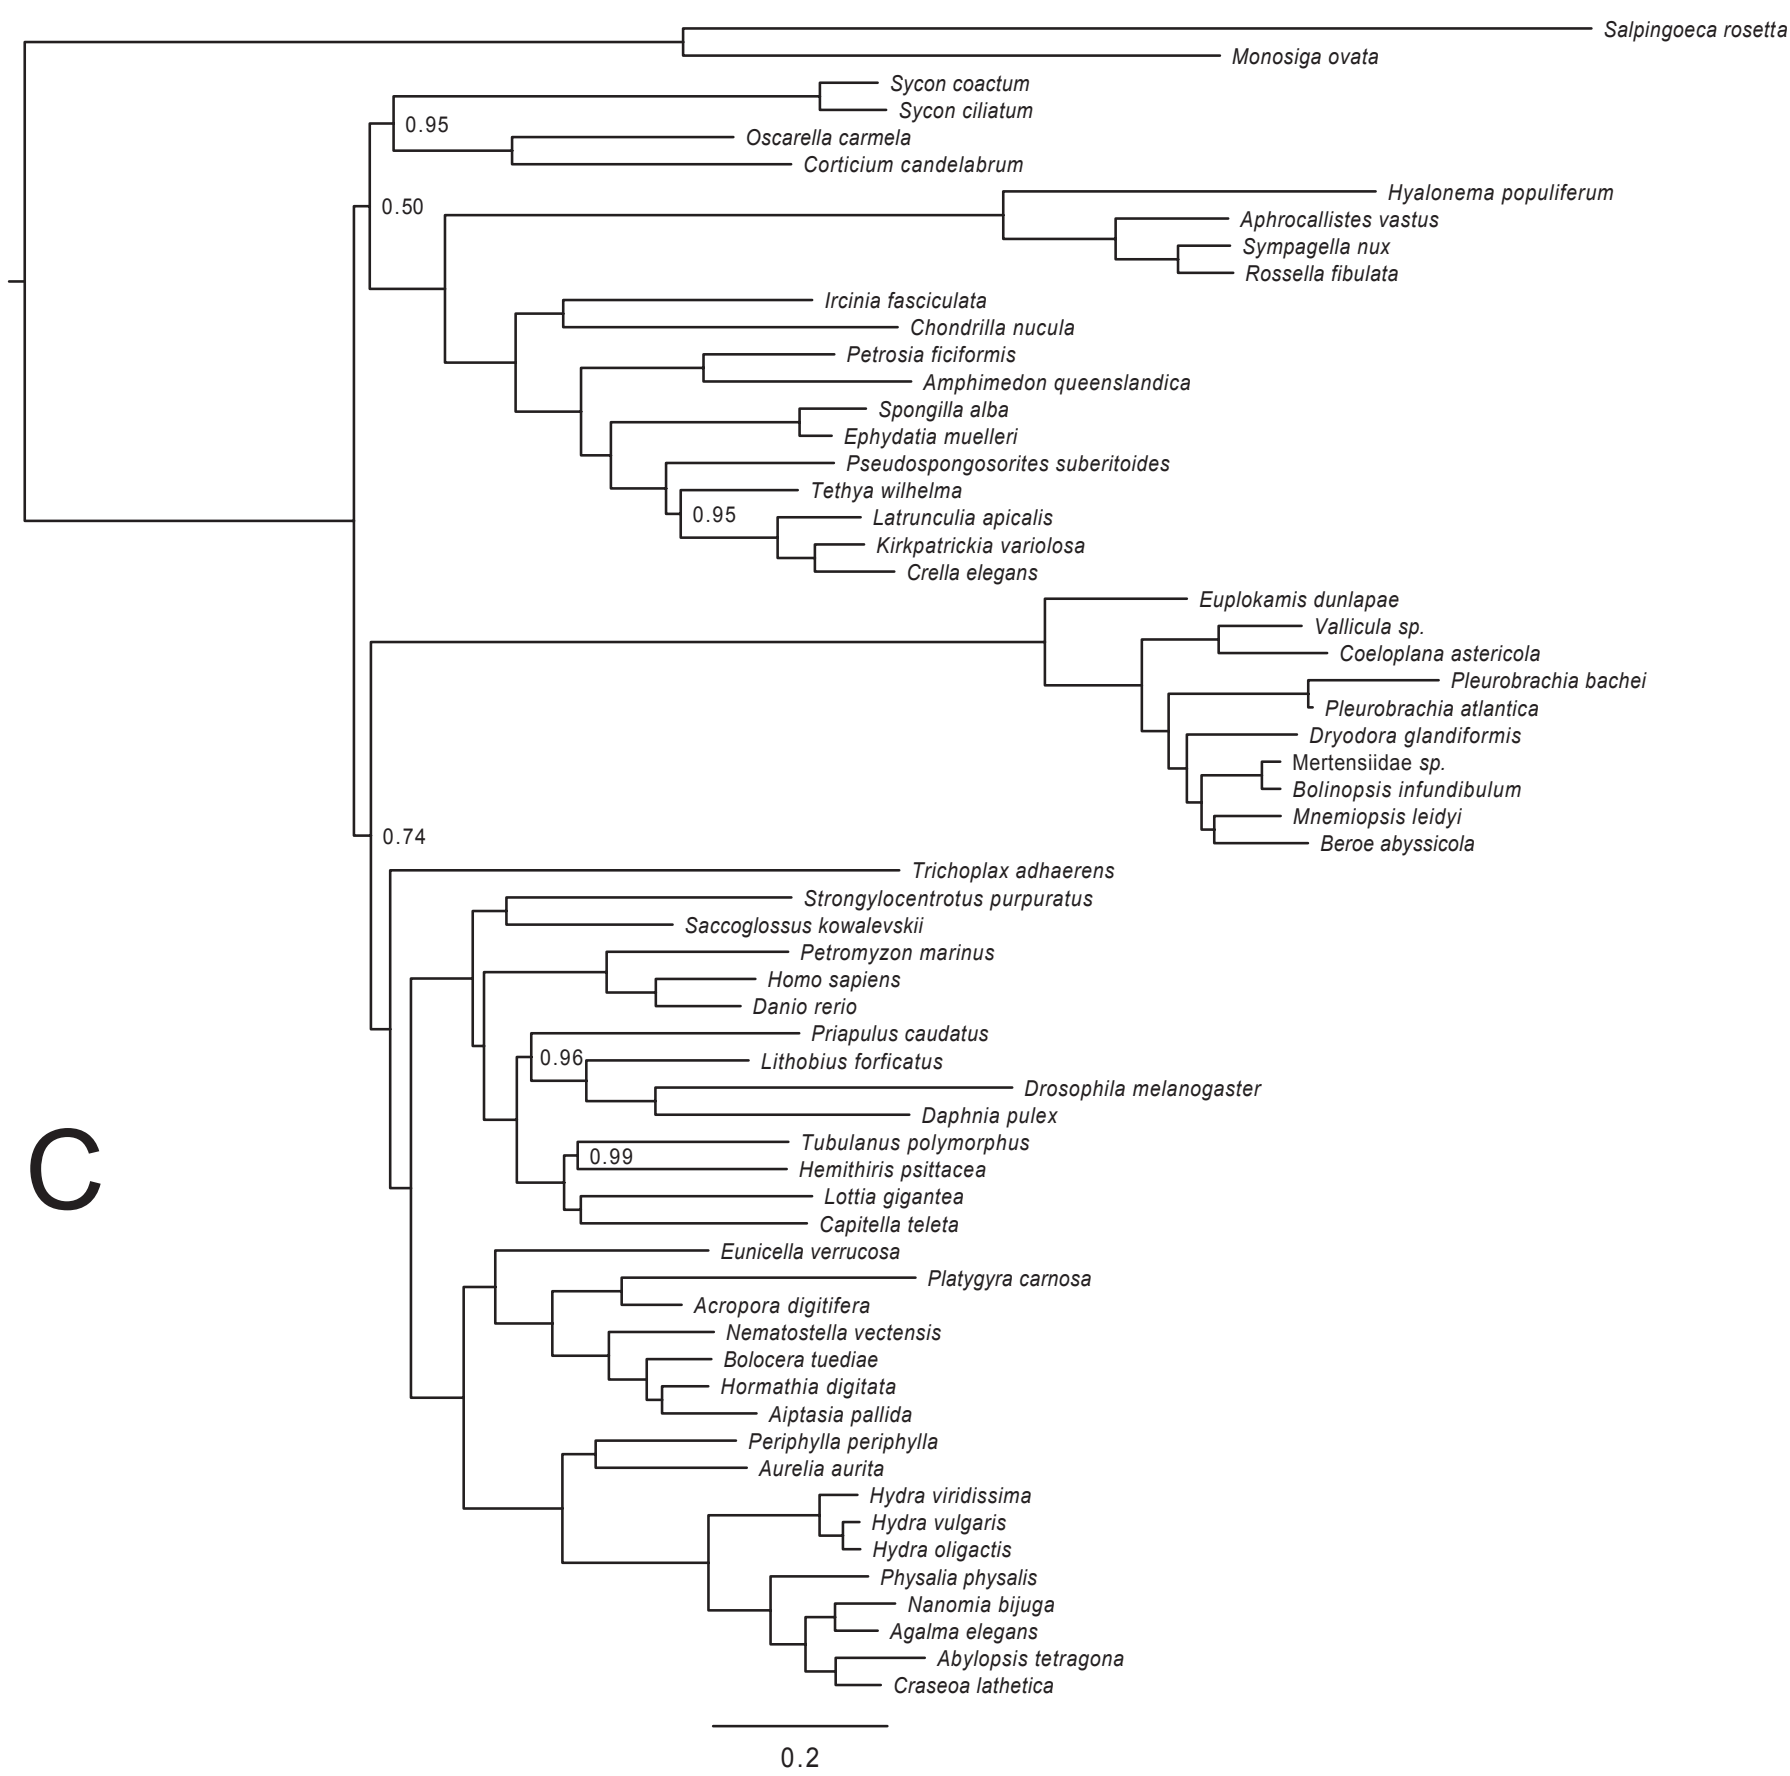 Salpingoeca rosetta
Monosiga ovata
Sycon coactum
Sycon ciliatum
0.95
Oscarella carmela
Corticium candelabrum
Hyalonema populiferum
0.50
Aphrocallistes vastus
Sympagella nux
Rossella fibulata
Ircinia fasciculata
Chondrilla nucula
Petrosia ficiformis
Amphimedon queenslandica
Spongilla alba
Ephydatia muelleri
Pseudospongosorites suberitoides
Tethya wilhelma
0.95
Latrunculia apicalis
Kirkpatrickia variolosa
Crella elegans
Euplokamis dunlapae
Vallicula sp.
Coeloplana astericola
Pleurobrachia bachei
Pleurobrachia atlantica
Dryodora glandiformis
Mertensiidae sp.
Bolinopsis infundibulum
Mnemiopsis leidyi
0.74
Beroe abyssicola
Trichoplax adhaerens
Strongylocentrotus purpuratus
Saccoglossus kowalevskii
Petromyzon marinus
Homo sapiens
Danio rerio
Priapulus caudatus
0.96
Lithobius forficatus
Drosophila melanogaster
Daphnia pulex
Tubulanus polymorphus
0.99
Hemithiris psittacea
C
Lottia gigantea
Capitella teleta
Eunicella verrucosa
Platygyra carnosa
Acropora digitifera
Nematostella vectensis
Bolocera tuediae
Hormathia digitata
Aiptasia pallida
Periphylla periphylla
Aurelia aurita
Hydra viridissima
Hydra vulgaris
Hydra oligactis
Physalia physalis
Nanomia bijuga
Agalma elegans
Abylopsis tetragona
Craseoa lathetica
0.2